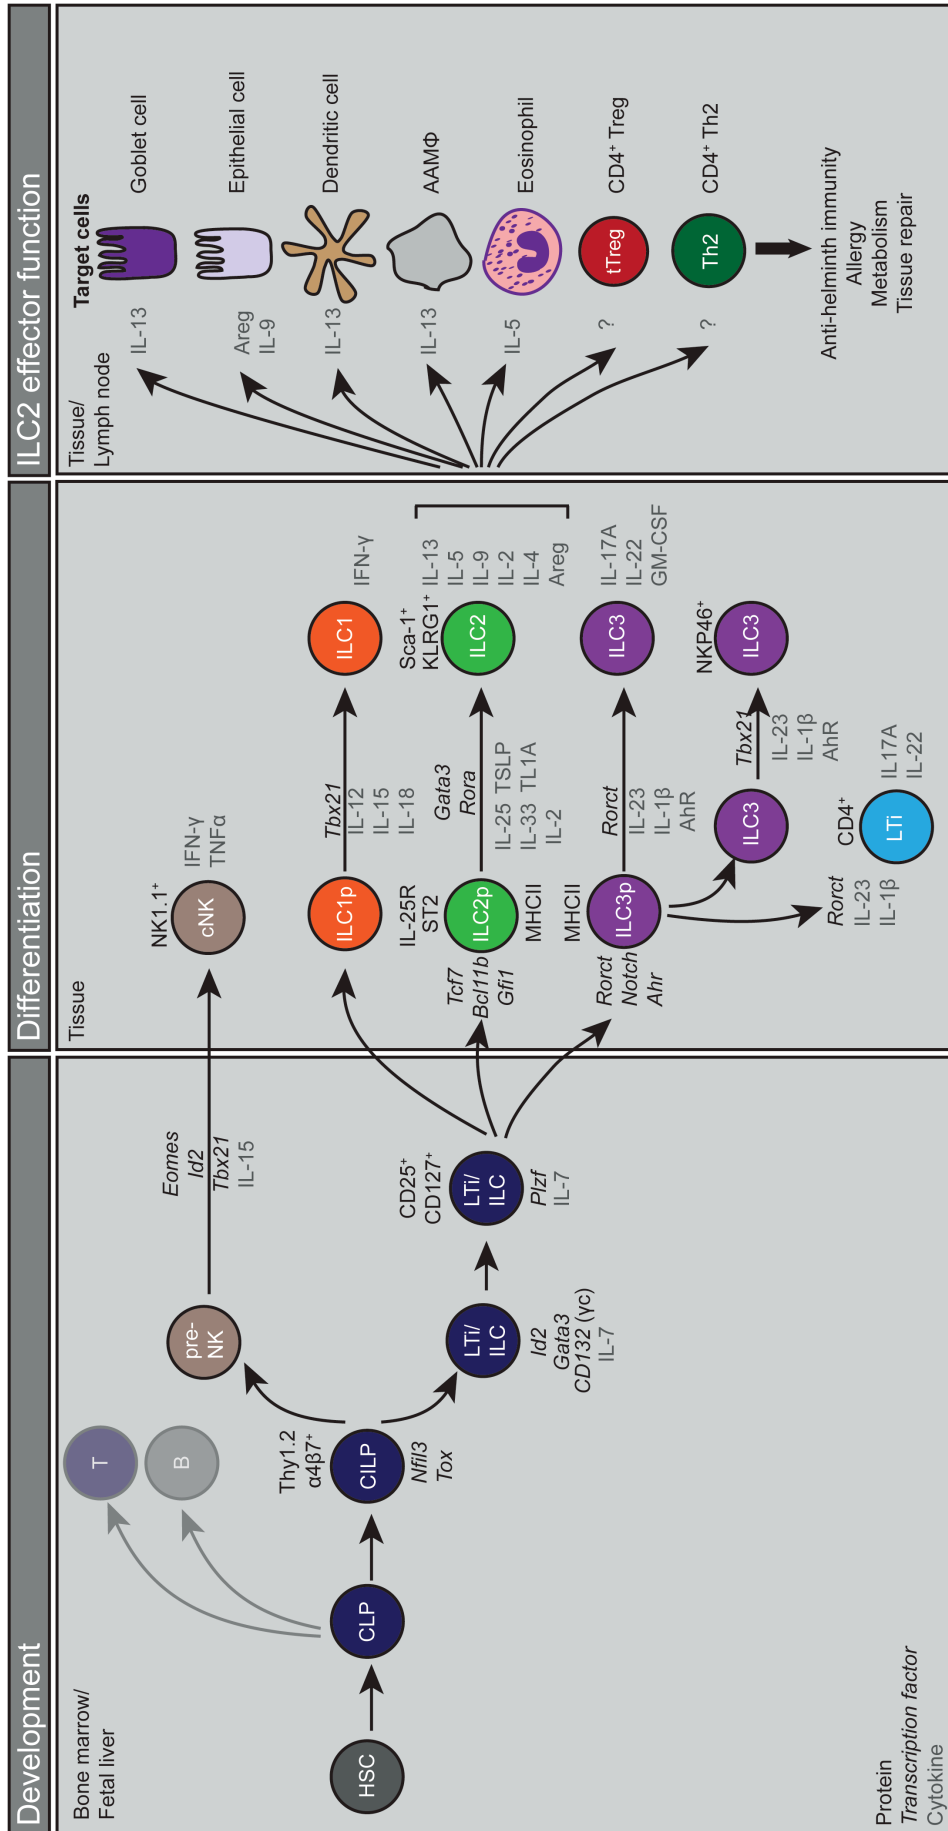 Development
Differentiation
ILC2 effector function
Bone marrow/
Fetal liver
HSC
CLP
T
B
Thy1.2
α4β7⁺
CILP
Nfil3
Tox
pre-
NK
LTi/
ILC
Id2
Gata3
CD132 (γc)
IL-7
CD25⁺
CD127⁺
LTi/
ILC
Plzf
IL-7
Eomes
Id2
Tbx21
IL-15
Protein
Transcription factor
Cytokine
Tissue
NK1.1⁺
cNK
IFN-γ
TNFα
ILC1p
Tbx21
IL-12
IL-15
IL-18
ILC1
IFN-γ
Tcf7
Bcl11b
Gfi1
IL-25R
ST2
ILC2p
MHCII
Gata3
Rora
IL-25 TSLP
IL-33 TL1A
IL-2
Sca-1⁺
KLRG1⁺
ILC2
IL-13
IL-5
IL-9
IL-2
IL-4
Areg
Rorct
Notch
Ahr
MHCII
ILC3p
Rorct
IL-23
IL-1β
AhR
ILC3
IL-17A
IL-22
GM-CSF
ILC3
Tbx21
IL-23
IL-1β
AhR
NKP46⁺
ILC3
Rorct
IL-23
IL-1β
CD4⁺
LTi
IL17A
IL-22
Tissue/
Lymph node
Target cells
IL-13
Goblet cell
Areg
IL-9
Epithelial cell
IL-13
Dendritic cell
IL-13
AAMΦ
IL-5
Eosinophil
?
tTreg
CD4⁺ Treg
?
Th2
CD4⁺ Th2
Anti-helminth immunity
Allergy
Metabolism
Tissue repair